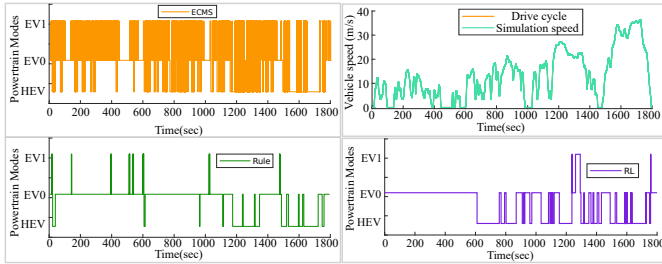 ECMS
EV1
EV0
HEV
Powertrain Modes
0 200 400 600 800 1000 1200 1400 1600 1800
Time(sec)
Drive cycle
Simulation speed
40
30
20
10
Vehicle speed (m/s)
0 200 400 600 800 1000 1200 1400 1600 1800
Time(sec)
Rule
EV1
EV0
HEV
Powertrain Modes
0 200 400 600 800 1000 1200 1400 1600 1800
Time(sec)
RL
EV1
EV0
HEV
Powertrain Modes
0 200 400 600 800 1000 1200 1400 1600 1800
Time(sec)